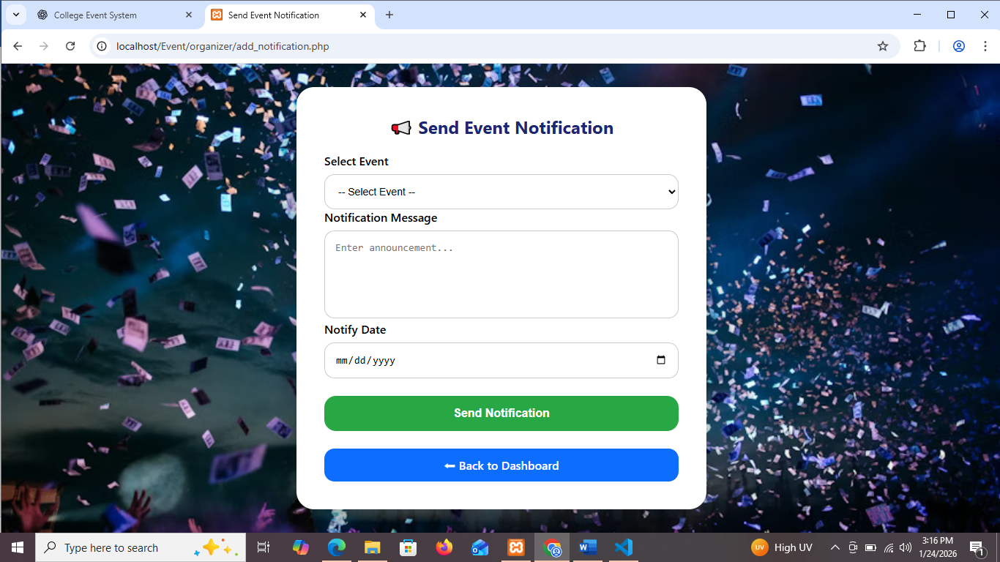 College Event System
Send Event Notification
localhost/Event/organizer/add_notification.php
📢 Send Event Notification
Select Event
-- Select Event --
Notification Message
Enter announcement...
Notify Date
mm/dd/yyyy
Send Notification
⬅ Back to Dashboard
Type here to search
UV
High UV
3:16 PM
1/24/2026
1